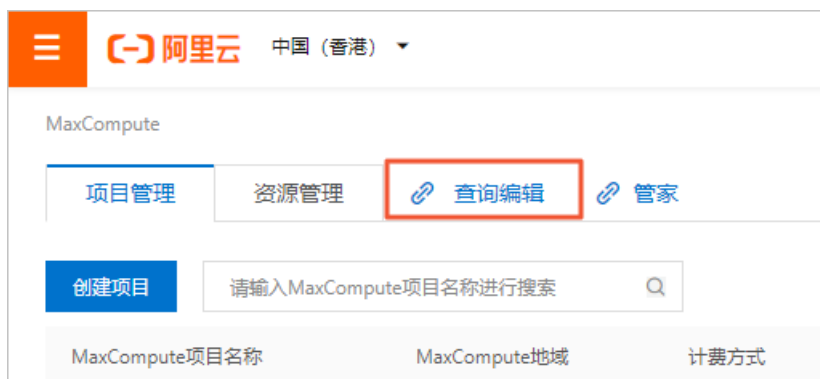 阿里云 中国（香港）
MaxCompute
项目管理 资源管理 查询编辑 管家
创建项目 请输入MaxCompute项目名称进行搜索
MaxCompute项目名称 MaxCompute地域 计费方式